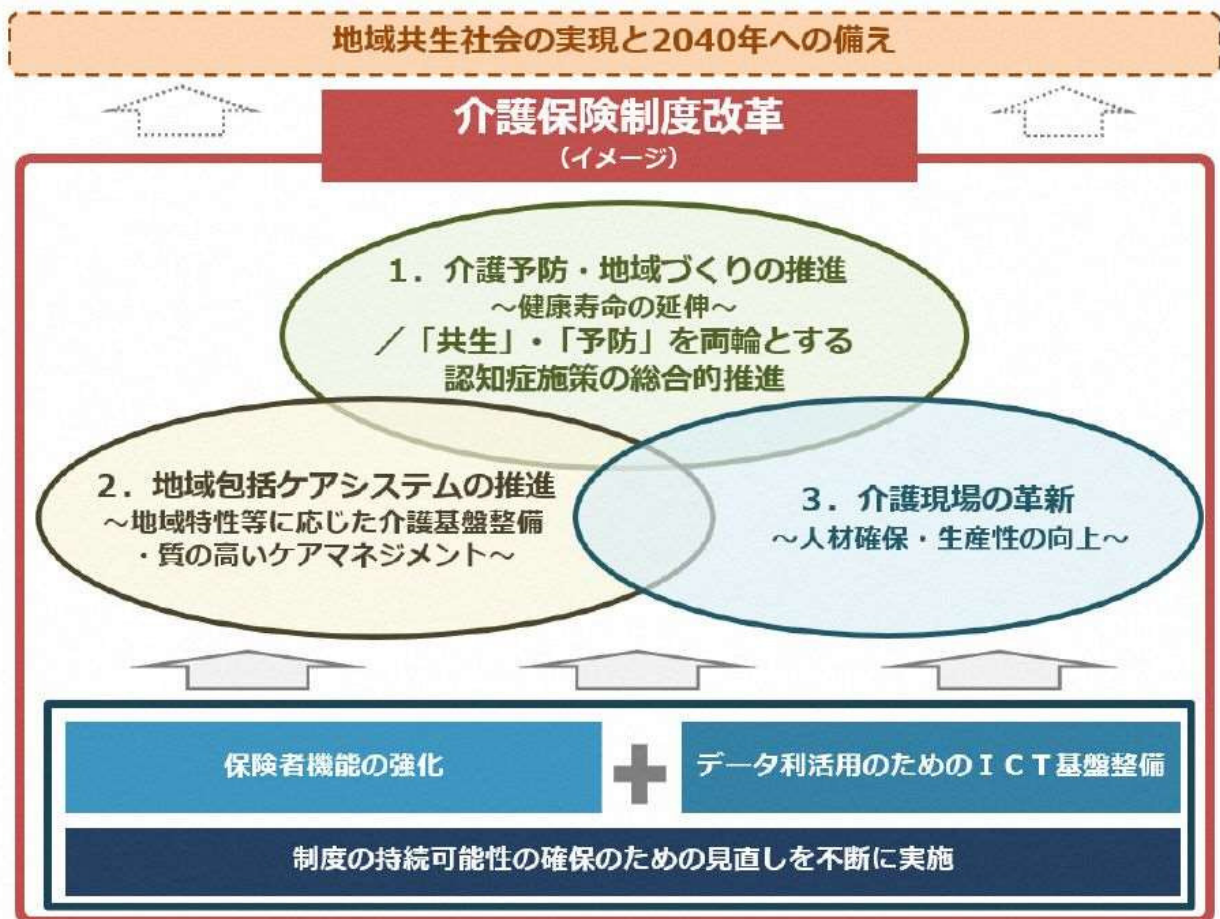 地域共生社会の実現と2040年への備え
介護保険制度改革
（イメージ）
１．介護予防・地域づくりの推進
～健康寿命の延伸～
／「共生」・「予防」を両輪とする
認知症施策の総合的推進
２．地域包括ケアシステムの推進
～地域特性等に応じた介護基盤整備
・質の高いケアマネジメント～
３．介護現場の革新
～人材確保・生産性の向上～
保険者機能の強化
データ利活用のためのＩＣＴ基盤整備
制度の持続可能性の確保のための見直しを不断に実施